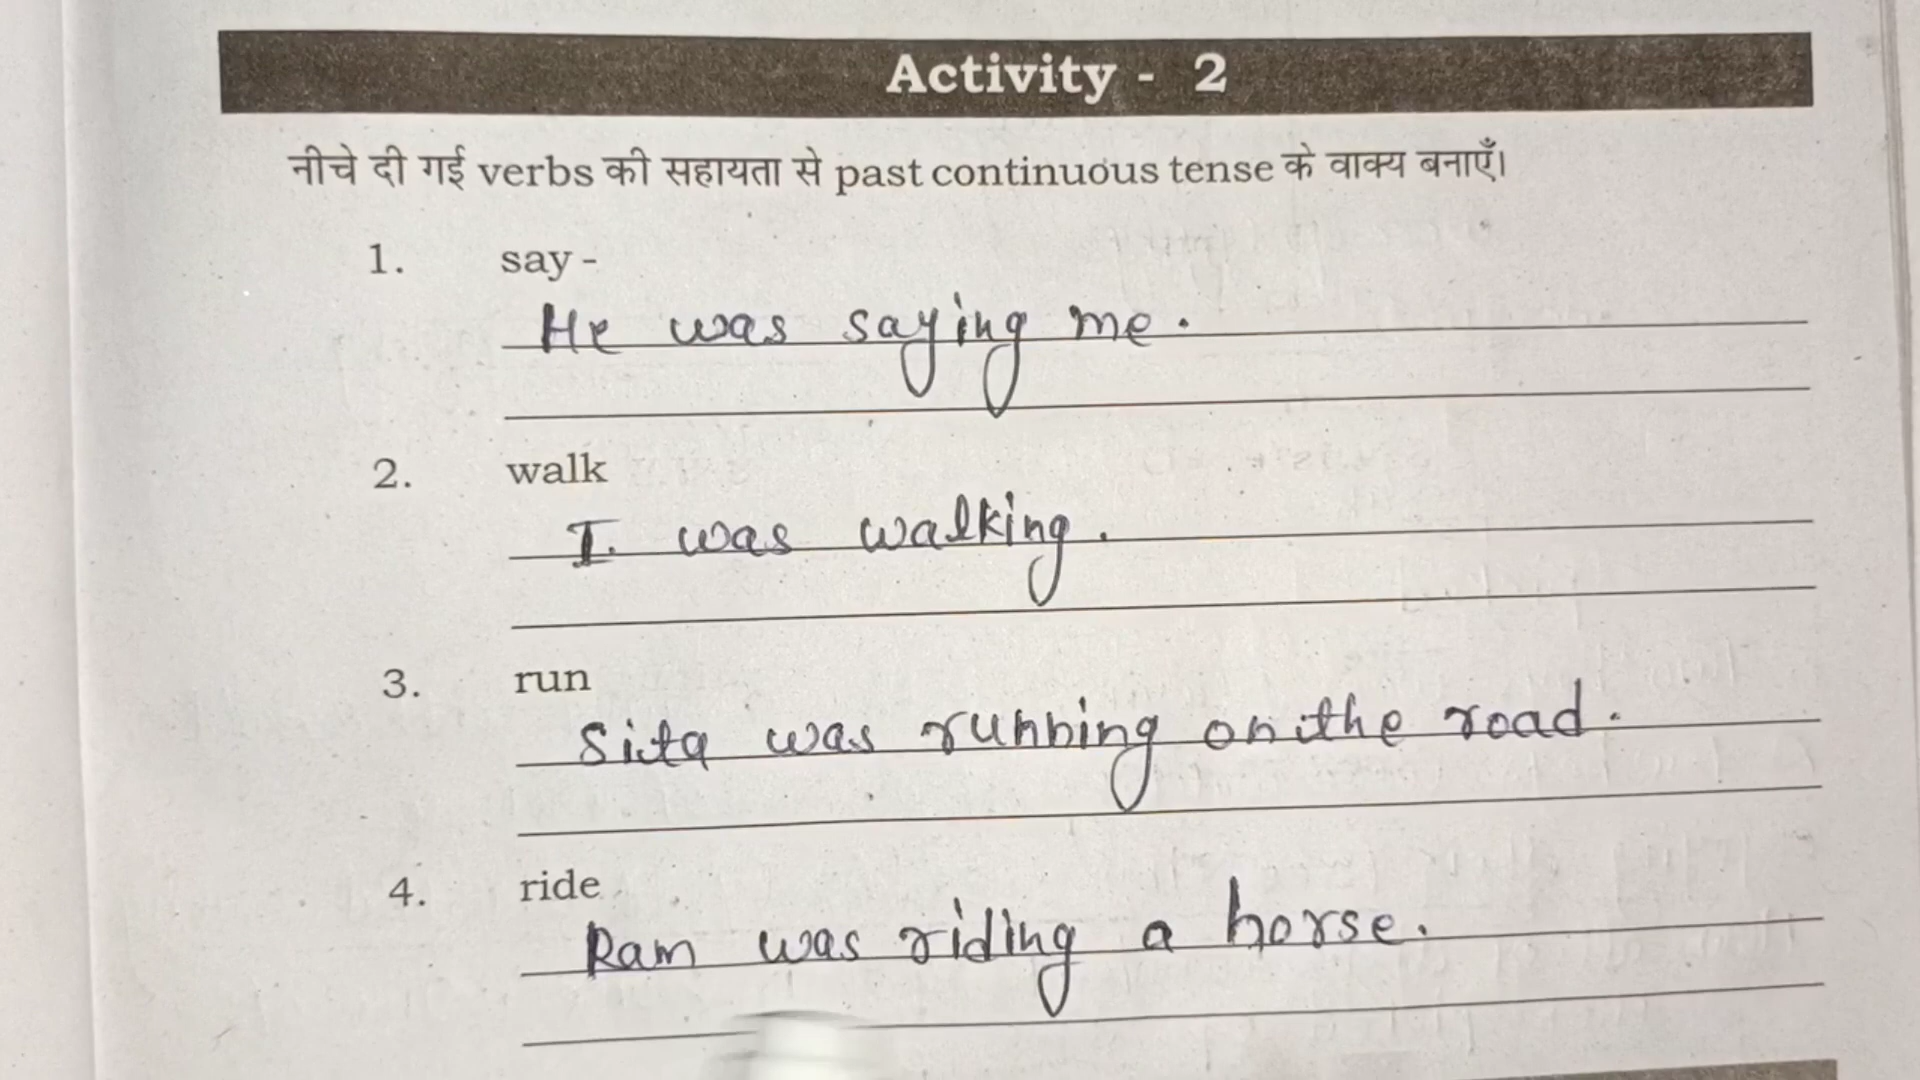 Activity - 2
नीचे दी गई verbs की सहायता से past continuous tense के वाक्य बनाएँ।
1. say -
He was saying me.
2. walk
I was walking.
3. run
Sita was running on the road.
4. ride
Ram was riding a horse.